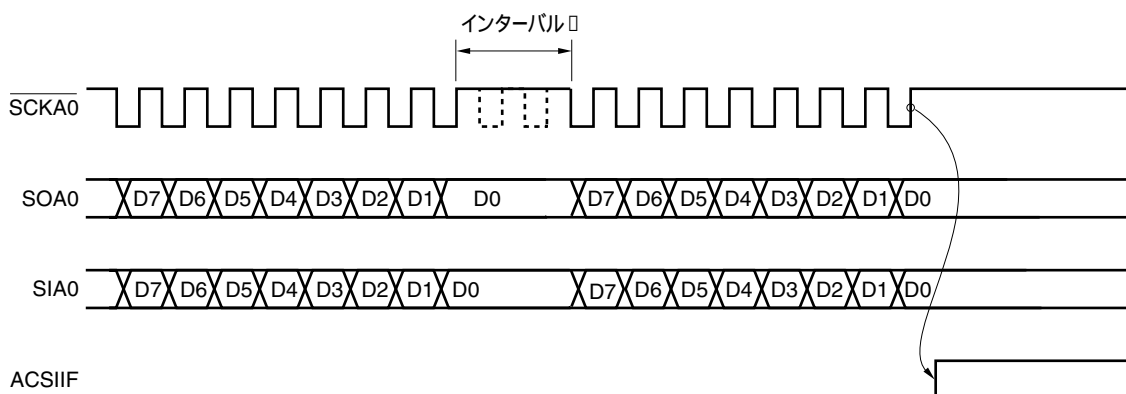 インターバル
SCKA0
SOA0 D7 D6 D5 D4 D3 D2 D1 D0 D7 D6 D5 D4 D3 D2 D1 D0
SIA0 D7 D6 D5 D4 D3 D2 D1 D0 D7 D6 D5 D4 D3 D2 D1 D0
ACSIIF